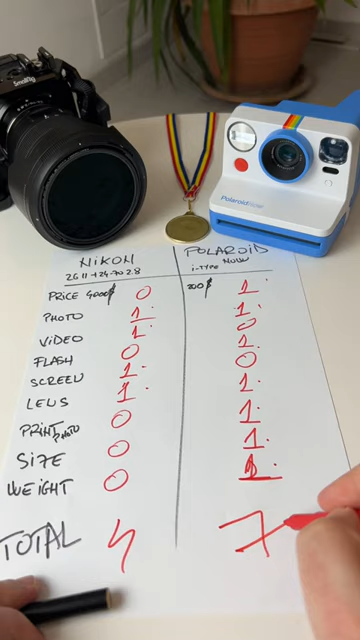 SmallRig
Polaroid Now
NIKON POLAROID
Z6 II + 24-70 2.8 i-TYPE NOW
PRICE 4000$ 0 200$ 1.
PHOTO 1. 1.
VIDEO 1. 0
FLASH 0 1.
SCREEN 1. 0
LENS 1. 1.
PRINT PHOTO 0 1.
SIZE 0 1.
WEIGHT 0 1.
TOTAL 4 7